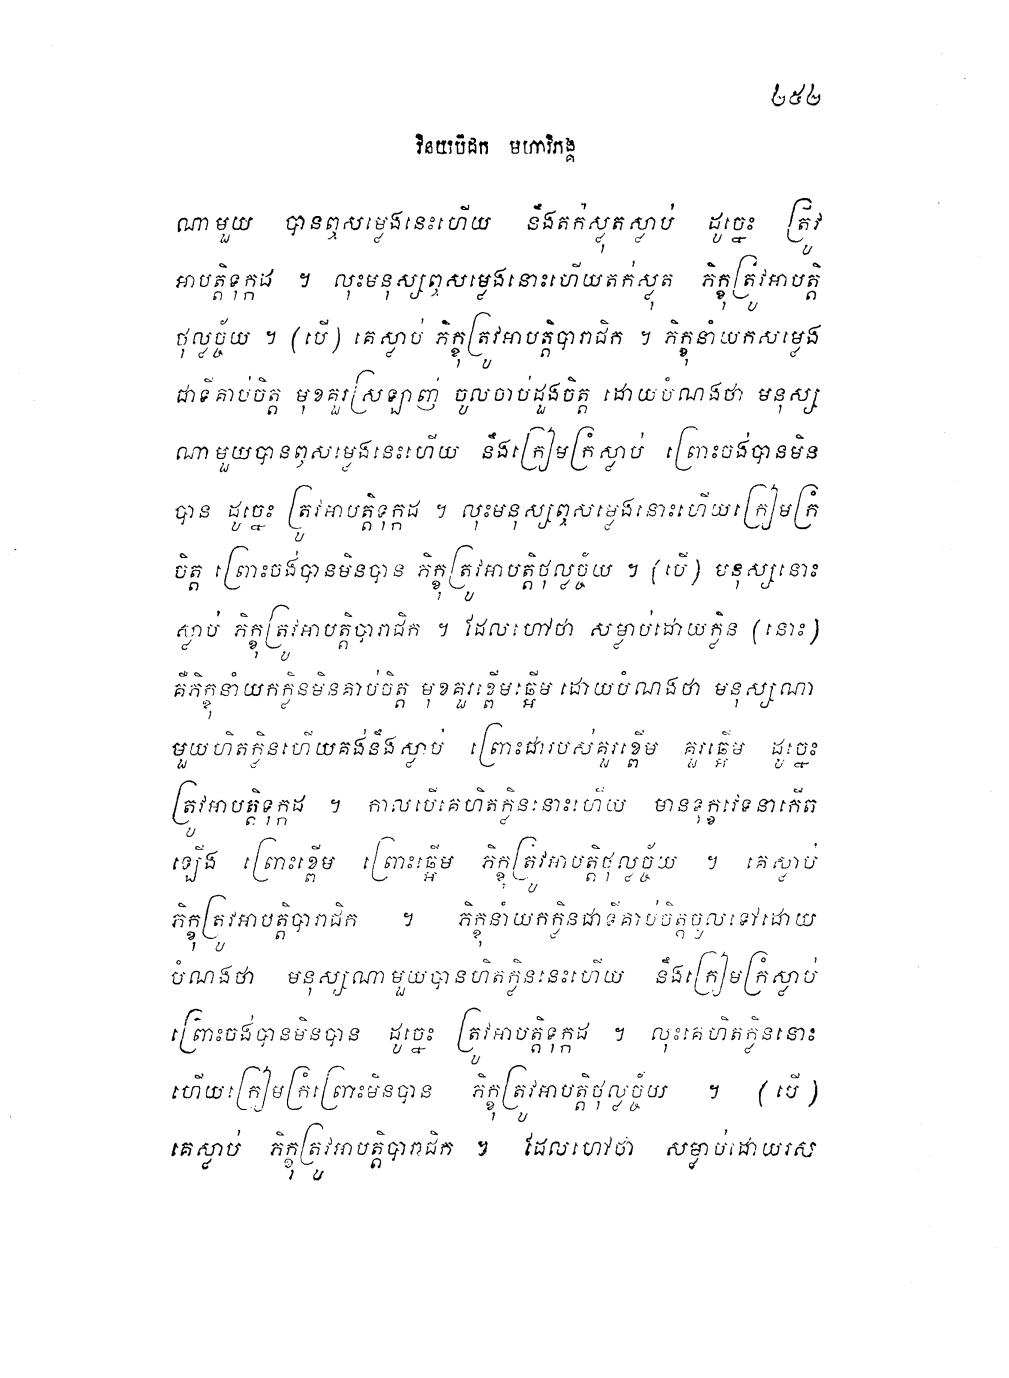 ២៥២
វិនយបិដក មហាវិភង្គ
ណាមួយ បានឮសម្លេងនេះហើយ នឹងតក់ស្លុតស្លាប់ ដូច្នេះ ត្រូវ
អាបត្តិទុក្កដ ។ លុះមនុស្សឮសម្លេងនោះហើយតក់ស្លុត ភិក្ខុត្រូវអាបត្តិ
ថុល្លច្ច័យ ។ (បើ) គេស្លាប់ ភិក្ខុត្រូវអាបត្តិបារាជិក ។ ភិក្ខុនាំយកសម្លេង
ជាទីគាប់ចិត្ត មុខគួរស្រឡាញ់ ចូលចាប់ដួងចិត្ត ដោយបំណងថា មនុស្ស
ណាមួយបានឮសម្លេងនេះហើយ នឹងក្រៀមក្រំស្លាប់ ព្រោះចង់បានមិន
បាន ដូច្នេះ ត្រូវអាបត្តិទុក្កដ ។ លុះមនុស្សឮសម្លេងនោះហើយក្រៀមក្រំ
ចិត្ត ព្រោះចង់បានមិនបាន ភិក្ខុត្រូវអាបត្តិថុល្លច្ច័យ ។ (បើ) មនុស្សនោះ
ស្លាប់ ភិក្ខុត្រូវអាបត្តិបារាជិក ។ ដែលហៅថា សម្លាប់ដោយក្លិន (នោះ)
គឺភិក្ខុនាំយកក្លិនមិនគាប់ចិត្ត មុខគួរខ្ពើមឆ្អើម ដោយបំណងថា មនុស្សណា
មួយហិតក្លិនហើយគង់នឹងស្លាប់ ព្រោះជារបស់គួរខ្ពើម គួរឆ្អើម ដូច្នេះ
ត្រូវអាបត្តិទុក្កដ ។ កាលបើគេហិតក្លិននោះហើយ មានទុក្ខវេទនាកើត
ឡើង ព្រោះខ្ពើម ព្រោះឆ្អើម ភិក្ខុត្រូវអាបត្តិថុល្លច្ច័យ ។ គេស្លាប់
ភិក្ខុត្រូវអាបត្តិបារាជិក ។ ភិក្ខុនាំយកក្លិនជាទីគាប់ចិត្តចូលទៅដោយ
បំណងថា មនុស្សណាមួយបានហិតក្លិននេះហើយ នឹងក្រៀមក្រំស្លាប់
ព្រោះចង់បានមិនបាន ដូច្នេះ ត្រូវអាបត្តិទុក្កដ ។ លុះគេហិតក្លិននោះ
ហើយក្រៀមក្រំព្រោះមិនបាន ភិក្ខុត្រូវអាបត្តិថុល្លច្ច័យ ។ (បើ)
គេស្លាប់ ភិក្ខុត្រូវអាបត្តិបារាជិក ។ ដែលហៅថា សម្លាប់ដោយរស